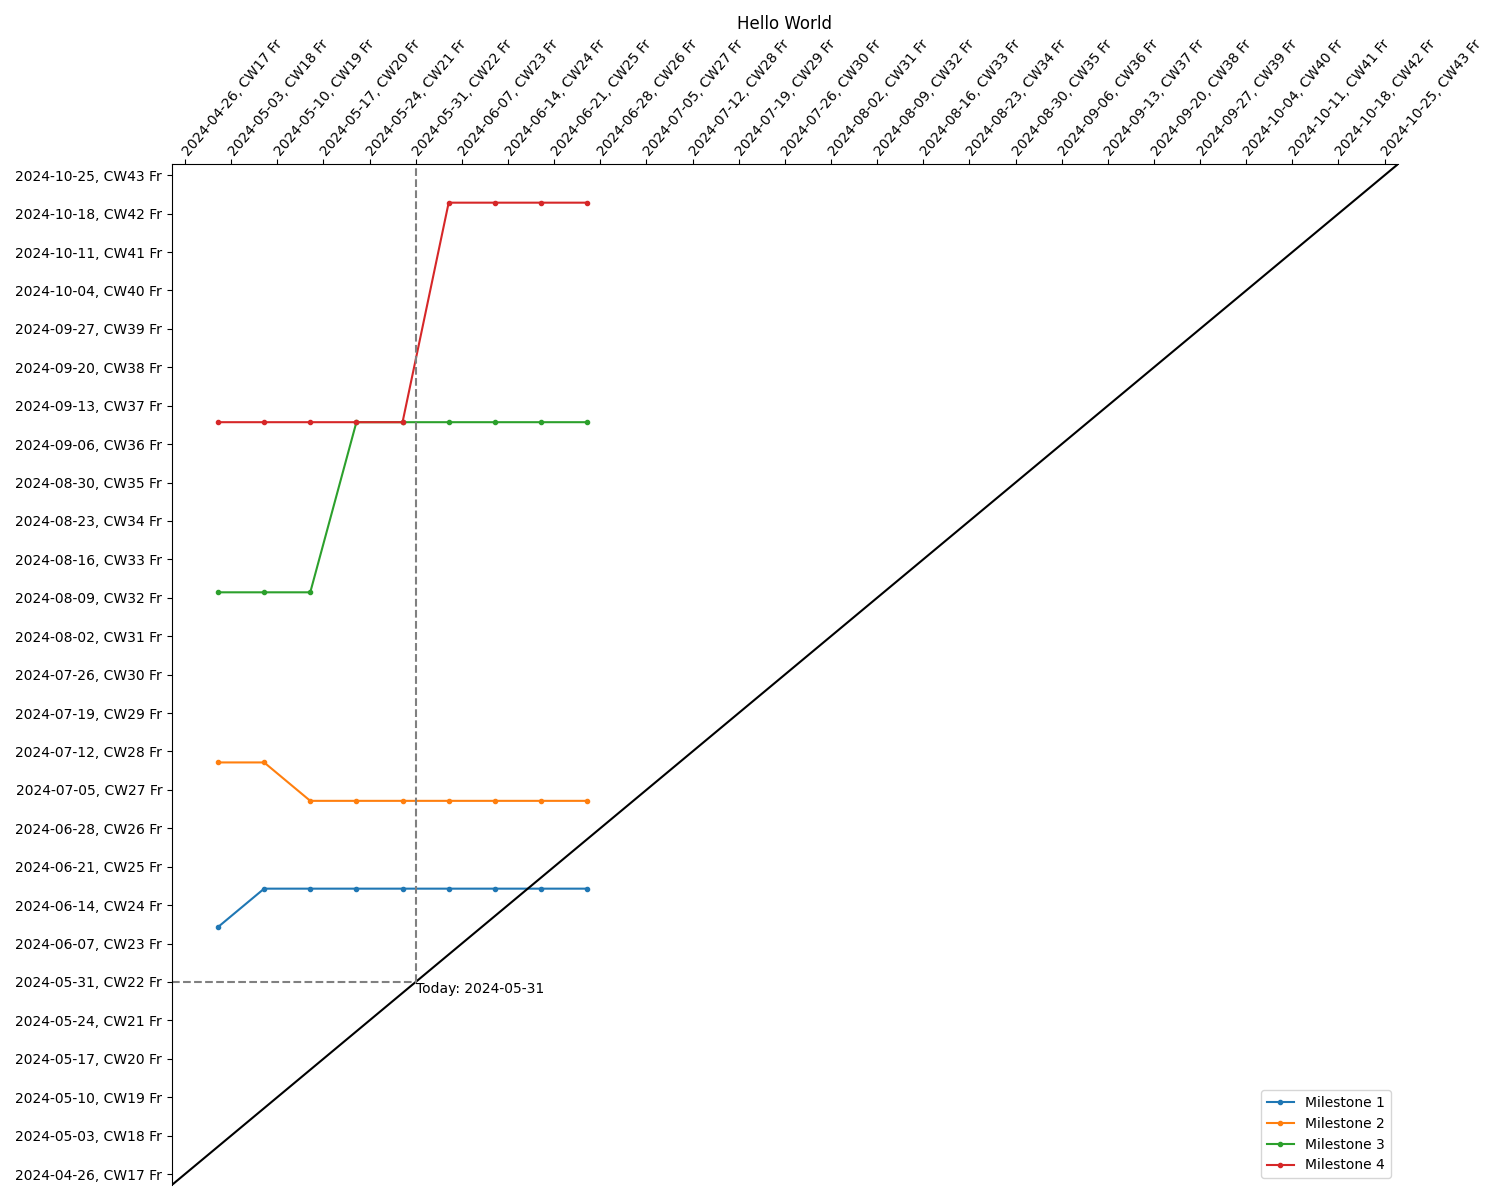 Hello World
2024-04-26, CW17 Fr
2024-05-03, CW18 Fr
2024-05-10, CW19 Fr
2024-05-17, CW20 Fr
2024-05-24, CW21 Fr
2024-05-31, CW22 Fr
2024-06-07, CW23 Fr
2024-06-14, CW24 Fr
2024-06-21, CW25 Fr
2024-06-28, CW26 Fr
2024-07-05, CW27 Fr
2024-07-12, CW28 Fr
2024-07-19, CW29 Fr
2024-07-26, CW30 Fr
2024-08-02, CW31 Fr
2024-08-09, CW32 Fr
2024-08-16, CW33 Fr
2024-08-23, CW34 Fr
2024-08-30, CW35 Fr
2024-09-06, CW36 Fr
2024-09-13, CW37 Fr
2024-09-20, CW38 Fr
2024-09-27, CW39 Fr
2024-10-04, CW40 Fr
2024-10-11, CW41 Fr
2024-10-18, CW42 Fr
2024-10-25, CW43 Fr
2024-10-25, CW43 Fr
2024-10-18, CW42 Fr
2024-10-11, CW41 Fr
2024-10-04, CW40 Fr
2024-09-27, CW39 Fr
2024-09-20, CW38 Fr
2024-09-13, CW37 Fr
2024-09-06, CW36 Fr
2024-08-30, CW35 Fr
2024-08-23, CW34 Fr
2024-08-16, CW33 Fr
2024-08-09, CW32 Fr
2024-08-02, CW31 Fr
2024-07-26, CW30 Fr
2024-07-19, CW29 Fr
2024-07-12, CW28 Fr
2024-07-05, CW27 Fr
2024-06-28, CW26 Fr
2024-06-21, CW25 Fr
2024-06-14, CW24 Fr
2024-06-07, CW23 Fr
2024-05-31, CW22 Fr
Today: 2024-05-31
2024-05-24, CW21 Fr
2024-05-17, CW20 Fr
2024-05-10, CW19 Fr
2024-05-03, CW18 Fr
2024-04-26, CW17 Fr
Milestone 1
Milestone 2
Milestone 3
Milestone 4